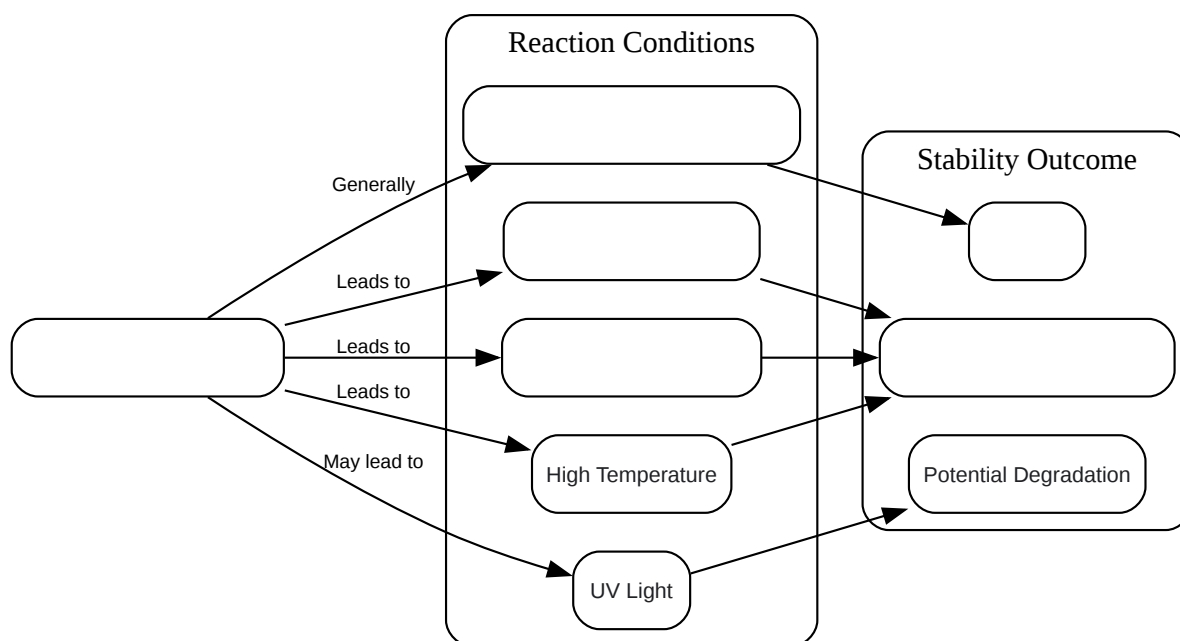 Reaction Conditions
Stability Outcome
Generally
Leads to
Leads to
Leads to
May lead to
High Temperature
Potential Degradation
UV Light